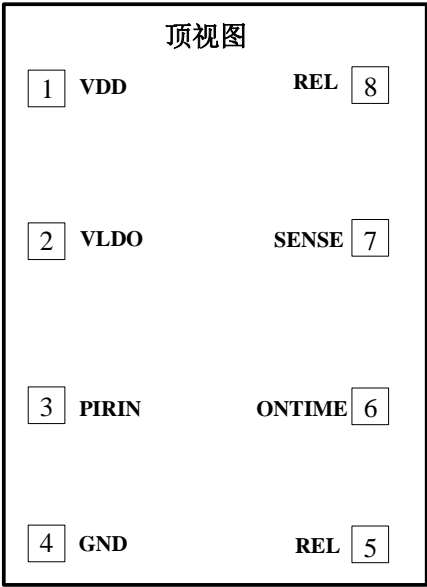 顶视图
1 VDD REL 8
2 VLDO SENSE 7
3 PIRIN ONTIME 6
4 GND REL 5